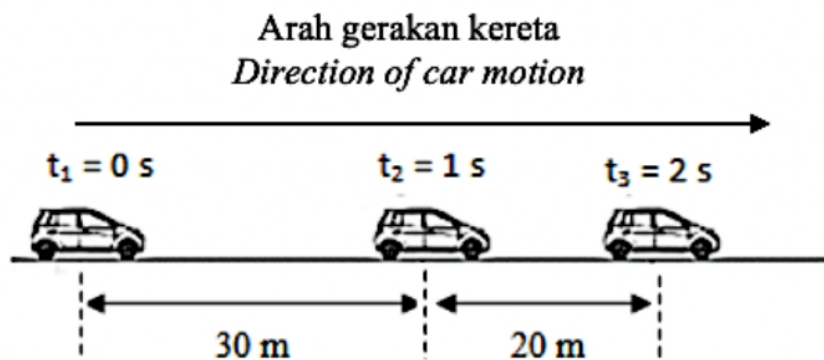 Arah gerakan kereta
Direction of car motion
t₁ = 0 s
t₂ = 1 s
t₃ = 2 s
30 m
20 m